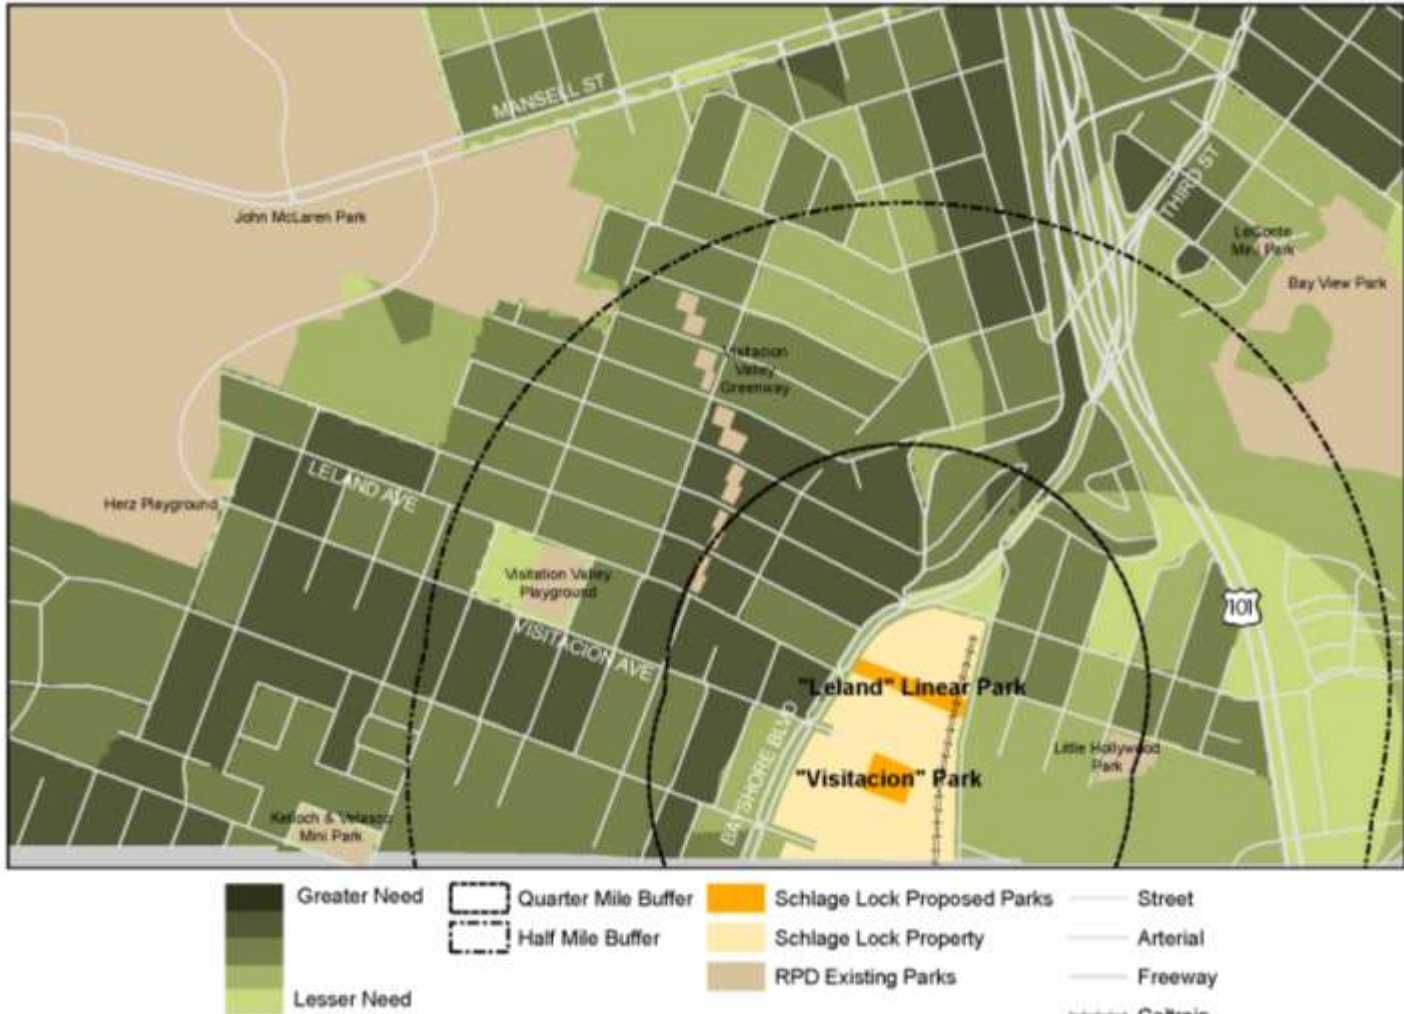 MANSELL ST
THIRD ST
John McLaren Park
LeConte
Mini Park
Bay View Park
Visitacion
Valley
Greenway
LELAND AVE
Herz Playground
Visitation Valley
Playground
101
VISITACION AVE
"Leland" Linear Park
BAYSHORE BLVD
Little Hollywood
Park
"Visitacion" Park
Kelloch & Velasco
Mini Park
Greater Need
Quarter Mile Buffer
Schlage Lock Proposed Parks
Street
Half Mile Buffer
Schlage Lock Property
Arterial
RPD Existing Parks
Freeway
Lesser Need